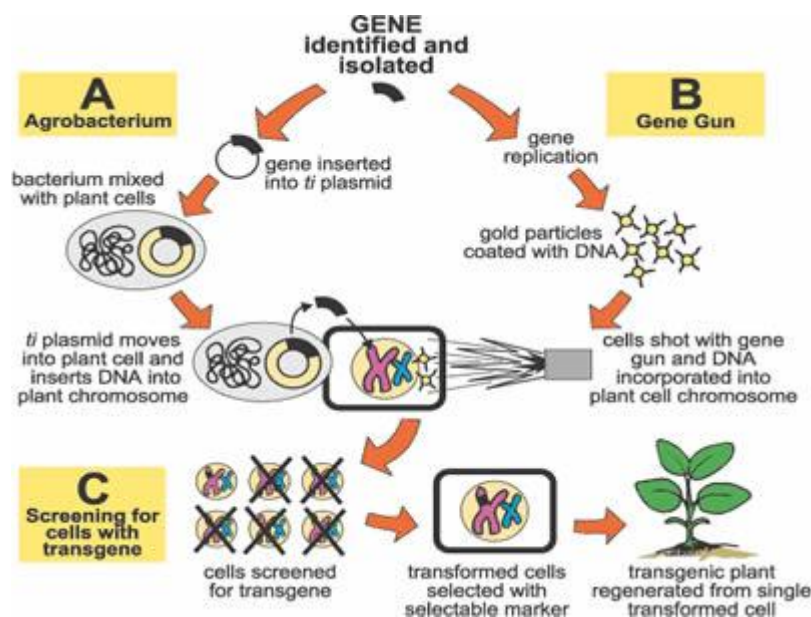 GENE
identified and
isolated
A
Agrobacterium
B
Gene Gun
gene inserted
into ti plasmid
gene
replication
bacterium mixed
with plant cells
gold particles
coated with DNA
ti plasmid moves
into plant cell and
inserts DNA into
plant chromosome
cells shot with gene
gun and DNA
incorporated into
plant cell chromosome
C
Screening for
cells with
transgene
cells screened
for transgene
transformed cells
selected with
selectable marker
transgenic plant
regenerated from single
transformed cell